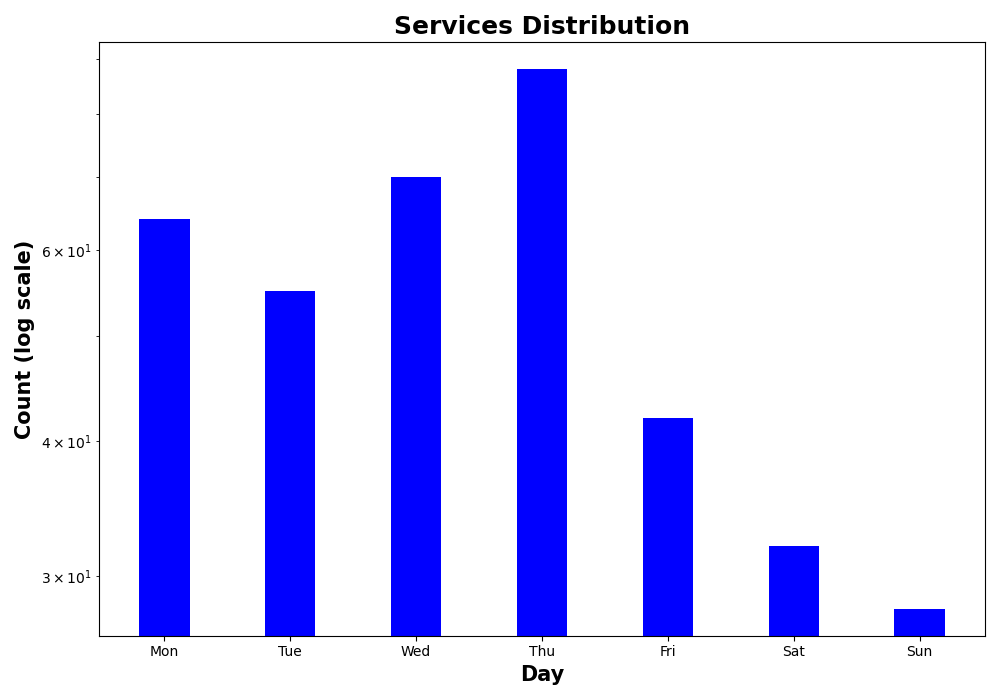 Services Distribution
Count (log scale)
6 × 10¹
4 × 10¹
3 × 10¹
Mon Tue Wed Thu Fri Sat Sun
Day